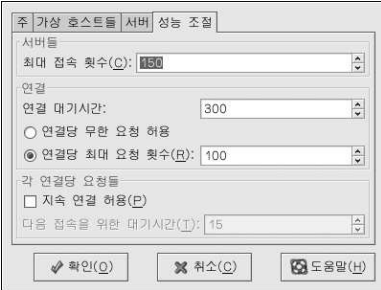 주 가상 호스트들 서버 성능 조절
서버들
최대 접속 횟수(C): 150
연결
연결 대기시간: 300
연결당 무한 요청 허용
연결당 최대 요청 횟수(R): 100
각 연결당 요청들
지속 연결 허용(P)
다음 접속을 위한 대기시간(T): 15
확인(O) 취소(C) 도움말(H)